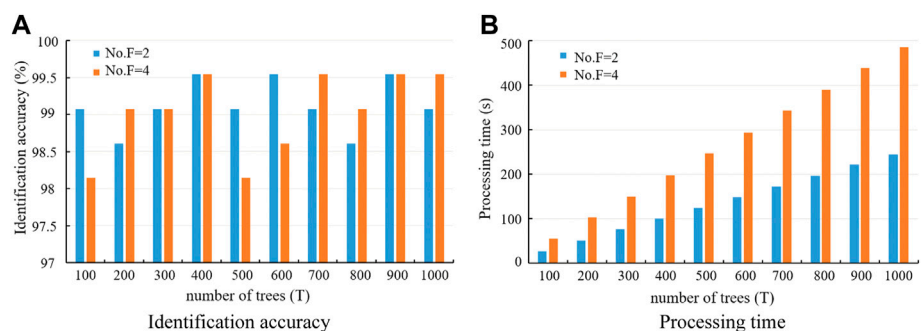 A
100
99.5
99
98.5
98
97.5
97
Identification accuracy (%)
No.F=2
No.F=4
100 200 300 400 500 600 700 800 900 1000
number of trees (T)
Identification accuracy
B
500
400
300
200
100
0
Processing time (s)
No.F=2
No.F=4
100 200 300 400 500 600 700 800 900 1000
number of trees (T)
Processing time